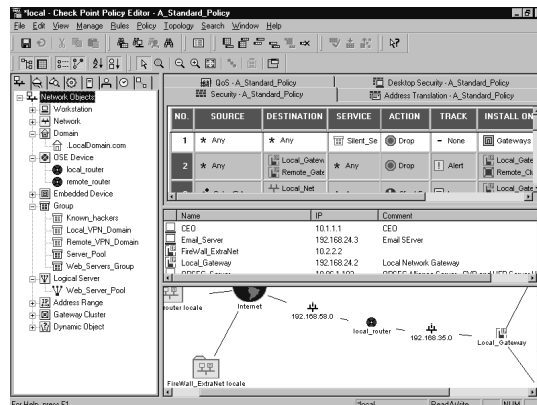 *local - Check Point Policy Editor - A_Standard_Policy
File Edit View Manage Rules Policy Topology Search Window Help
Network Objects
Workstation
Network
Domain
LocalDomain.com
OSE Device
local_router
remote_router
Embedded Device
Group
Known_hackers
Local_VPN_Domain
Remote_VPN_Domain
Server_Pool
Web_Servers_Group
Logical Server
Web_Server_Pool
Address Range
Gateway Cluster
Dynamic Object
QoS - A_Standard_Policy
Desktop Security - A_Standard_Policy
Security - A_Standard_Policy
Address Translation - A_Standard_Policy
NO. SOURCE DESTINATION SERVICE ACTION TRACK INSTALL ON
1 Any Any Silent_Se Drop None Gateways
2 Any Local_Gatew Remote_Gate Any Drop Alert Local_Gate Remote_Clu
Local_Net Local_Gate
Name IP Comment
CEO 10.1.1.1 CEO
Email_Server 192.168.24.3 Email SErver
FireWall_ExtraNet 10.2.2.2
Local_Gateway 192.168.24.2 Local Network Gateway
router locale
Internet
192.168.58.0
local_router
192.168.35.0
Local_Gateway
FireWall_ExtraNet locale
For Help, press F1 *local Read/Write NUM